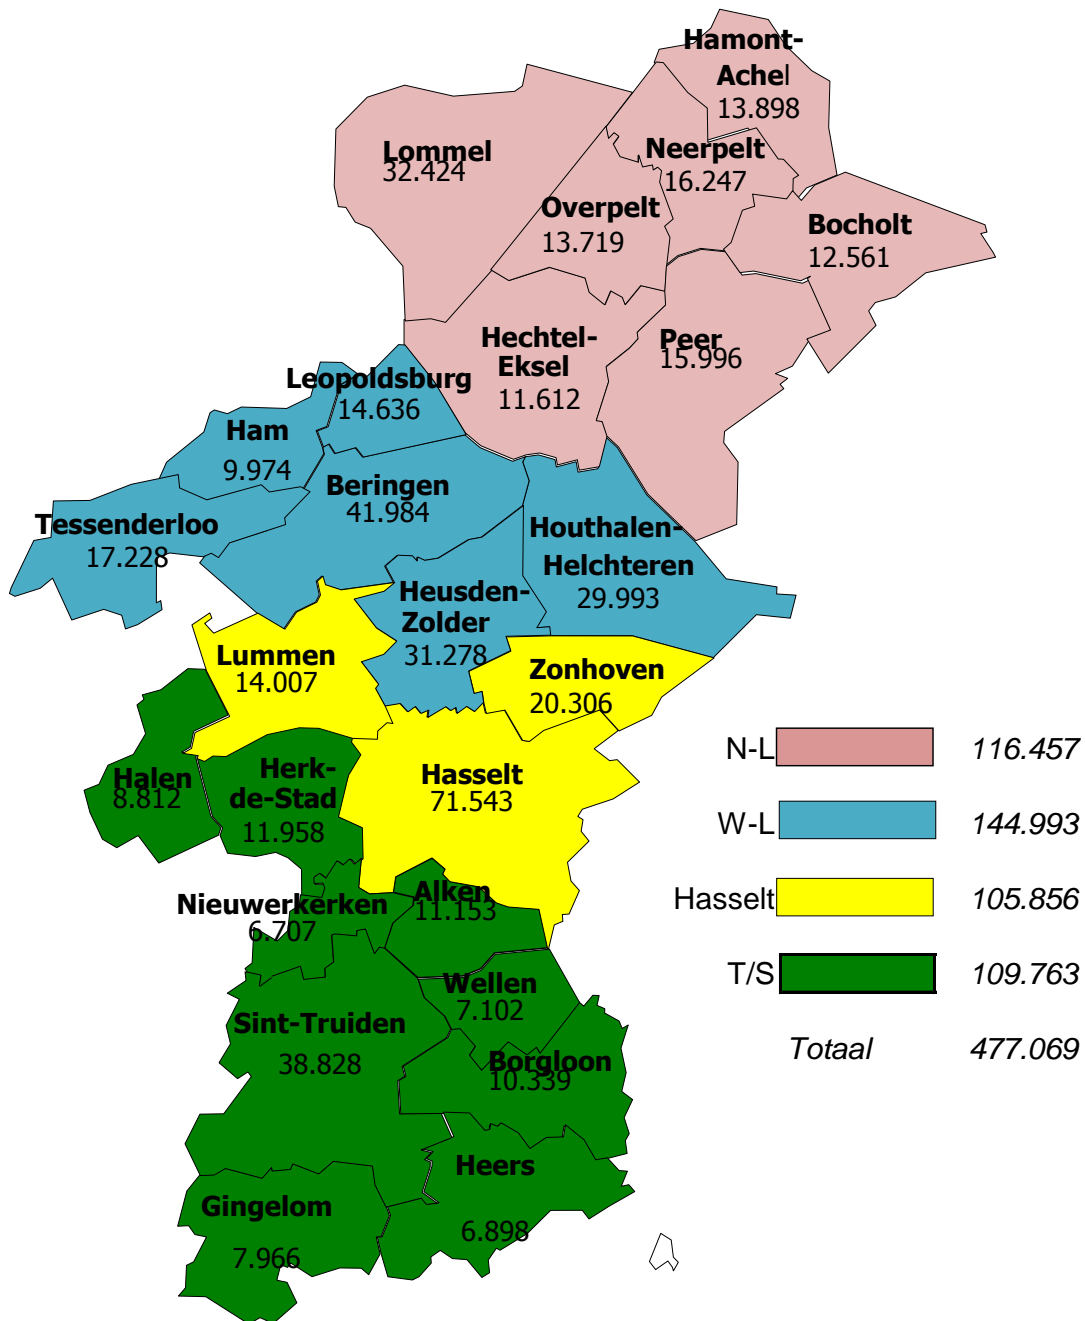 Hamont-
Achel
13.898
Lommel
32.424
Neerpelt
16.247
Overpelt
13.719
Bocholt
12.561
Hechtel-
Eksel
11.612
Peer
15.996
Leopoldsburg
14.636
Ham
9.974
Beringen
41.984
Tessenderloo
17.228
Houthalen-
Helchteren
29.993
Heusden-
Zolder
31.278
Lummen
14.007
Zonhoven
20.306
Halen
8.812
Herk-
de-Stad
11.958
Hasselt
71.543
Nieuwerkerken
6.707
Alken
11.153
Wellen
7.102
Sint-Truiden
38.828
Borgloon
10.339
Heers
6.898
Gingelom
7.966
N-L 116.457
W-L 144.993
Hasselt 105.856
T/S 109.763
Totaal 477.069